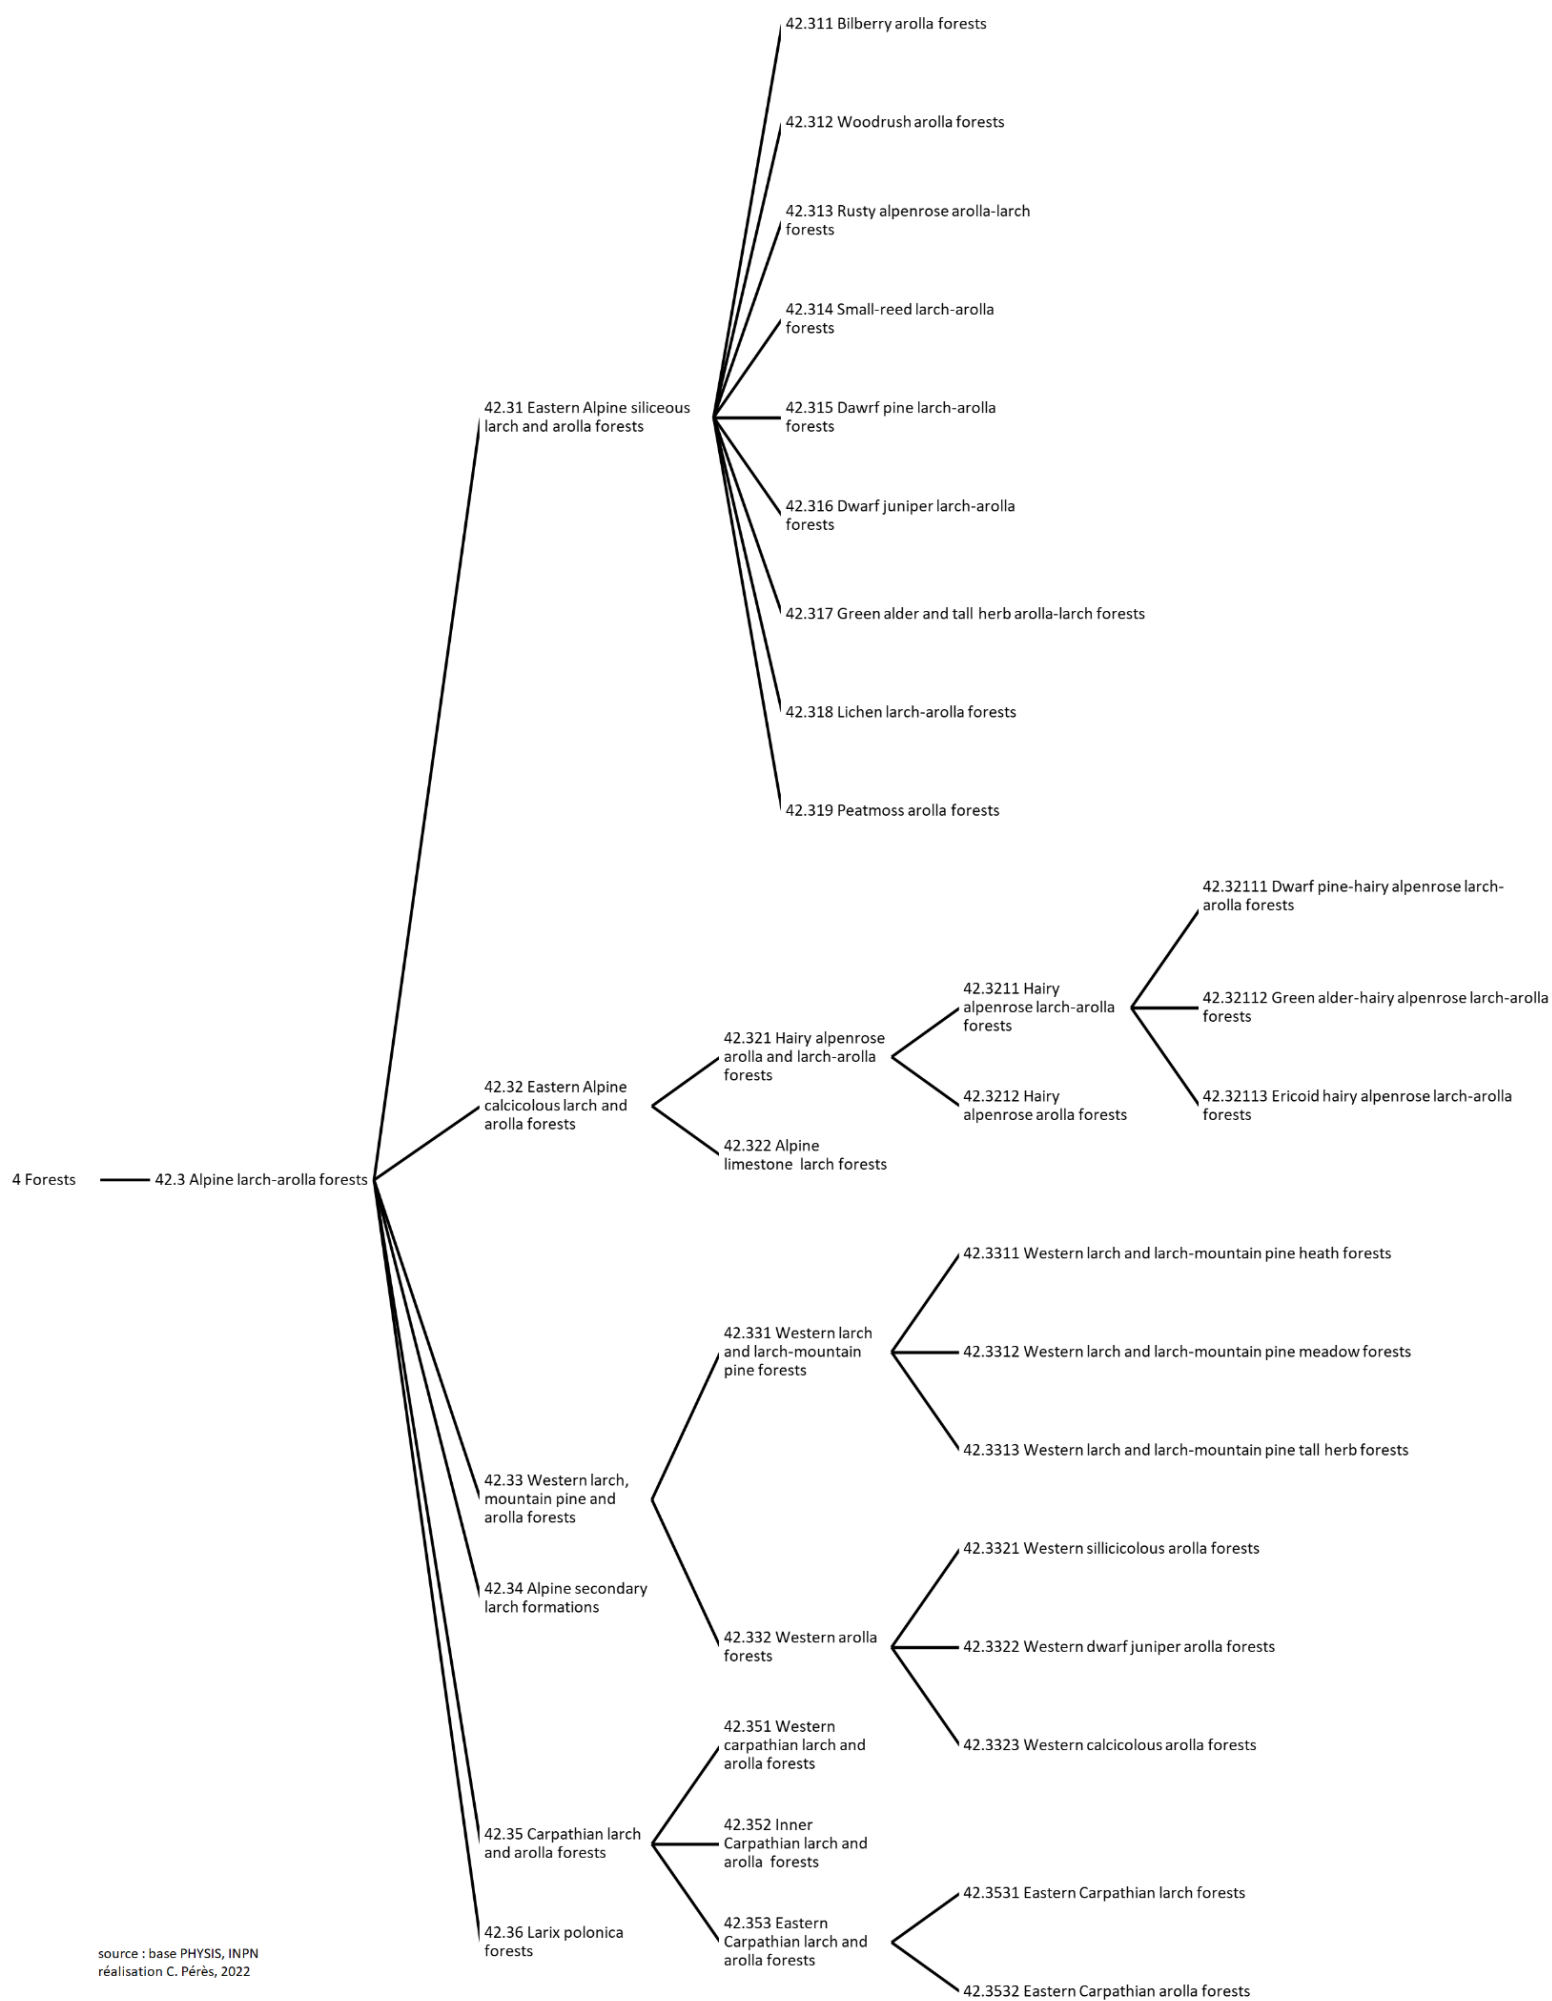 42.311 Bilberry arolla forests
42.312 Woodrush arolla forests
42.313 Rusty alpenrose arolla-larch
forests
42.314 Small-reed larch-arolla
forests
42.31 Eastern Alpine siliceous
larch and arolla forests
42.315 Dawrf pine larch-arolla
forests
42.316 Dwarf juniper larch-arolla
forests
42.317 Green alder and tall herb arolla-larch forests
42.318 Lichen larch-arolla forests
42.319 Peatmoss arolla forests
42.32111 Dwarf pine-hairy alpenrose larch-
arolla forests
42.3211 Hairy
alpenrose larch-arolla
forests
42.32112 Green alder-hairy alpenrose larch-arolla
forests
42.321 Hairy alpenrose
arolla and larch-arolla
forests
42.32 Eastern Alpine
calcicolous larch and
arolla forests
42.3212 Hairy
alpenrose arolla forests
42.32113 Ericoid hairy alpenrose larch-arolla
forests
42.322 Alpine
limestone larch forests
4 Forests
42.3 Alpine larch-arolla forests
42.3311 Western larch and larch-mountain pine heath forests
42.331 Western larch
and larch-mountain
pine forests
42.3312 Western larch and larch-mountain pine meadow forests
42.3313 Western larch and larch-mountain pine tall herb forests
42.33 Western larch,
mountain pine and
arolla forests
42.3321 Western sillicicolous arolla forests
42.34 Alpine secondary
larch formations
42.332 Western arolla
forests
42.3322 Western dwarf juniper arolla forests
42.3323 Western calcicolous arolla forests
42.351 Western
carpathian larch and
arolla forests
42.35 Carpathian larch
and arolla forests
42.352 Inner
Carpathian larch and
arolla forests
42.3531 Eastern Carpathian larch forests
42.36 Larix polonica
forests
42.353 Eastern
Carpathian larch and
arolla forests
42.3532 Eastern Carpathian arolla forests
source : base PHYSIS, INPN
réalisation C. Pérès, 2022